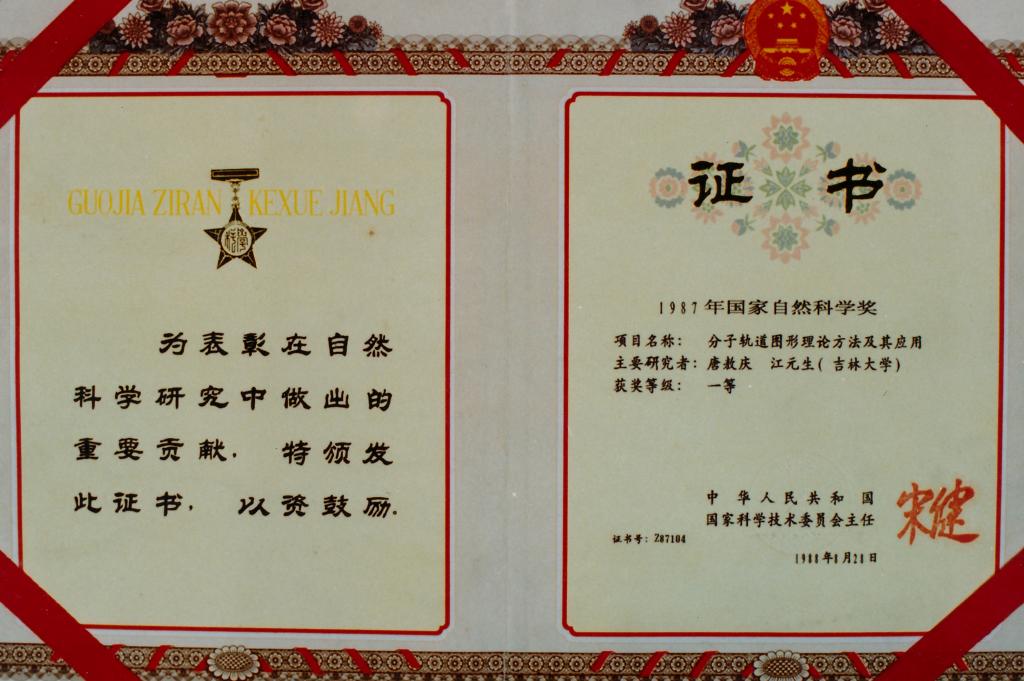 GUOJIA ZIRAN KEXUE JIANG
科学
为表彰在自然
科学研究中做出的
重要贡献，特颁发
此证书，以资鼓励.
证书
1987年国家自然科学奖
项目名称：分子轨道图形理论方法及其应用
主要研究者：唐敖庆 江元生(吉林大学)
获奖等级：一等
中华人民共和国
国家科学技术委员会主任
宋健
证书号：Z87104
1988年8月20日